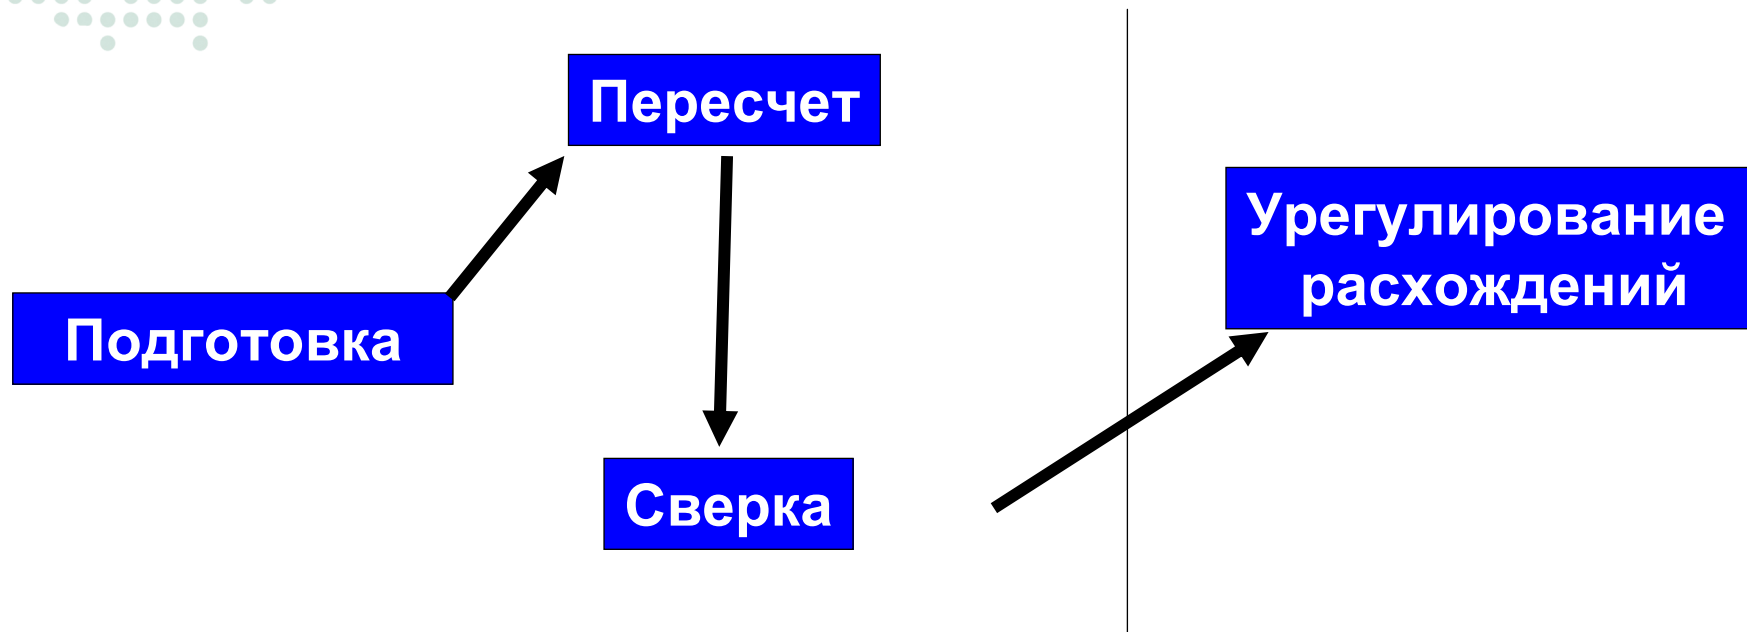 Пересчет
Урегулирование
расхождений
Подготовка
Сверка